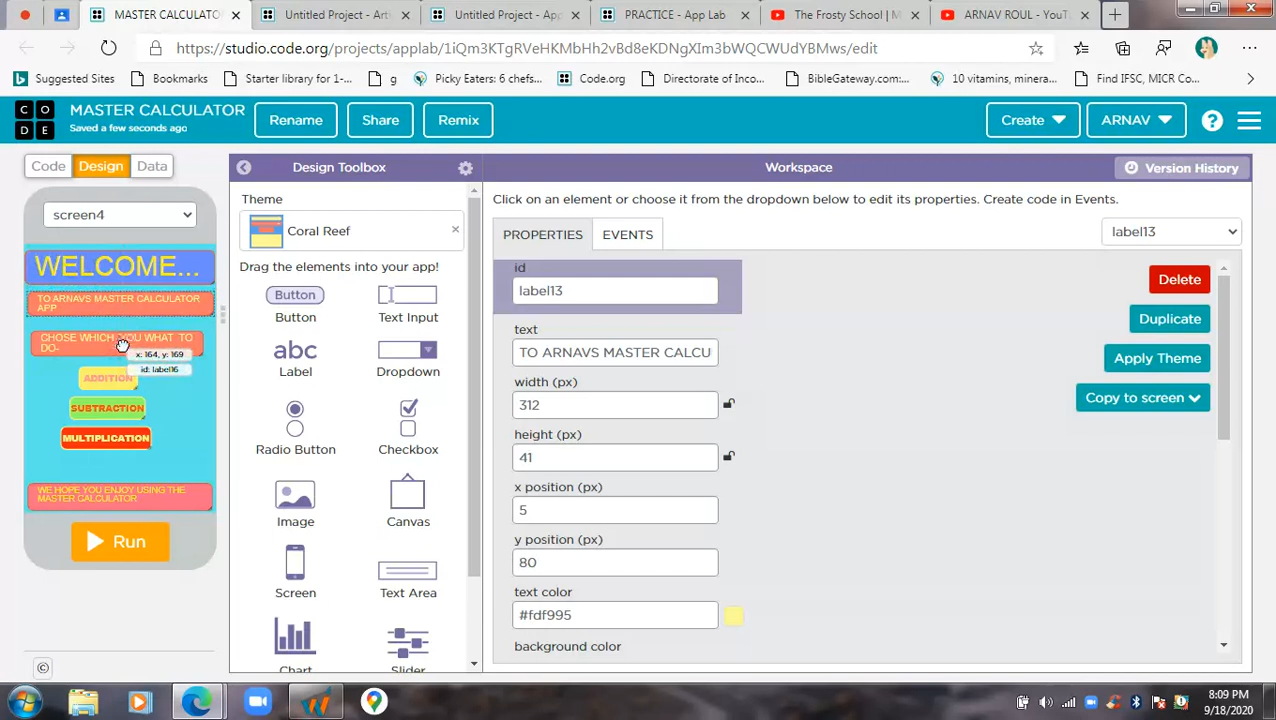 MASTER CALCULATOR
Untitled Project - Art
Untitled Project - App
PRACTICE - App Lab
The Frosty School | M
ARNAV ROUL - YouT
https://studio.code.org/projects/applab/1iQm3KTgRVeHKMbHh2vBd8eKDNgXIm3bWQCWUdYBMws/edit
Suggested Sites
Bookmarks
Starter library for 1-...
g
Picky Eaters: 6 chefs...
Code.org
Directorate of Inco...
BibleGateway.com:...
10 vitamins, minera...
Find IFSC, MICR Co...
C O
D E
MASTER CALCULATOR
Saved a few seconds ago
Rename
Share
Remix
Create
ARNAV
Code
Design
Data
Design Toolbox
Workspace
Version History
screen4
WELCOME...
TO ARNAVS MASTER CALCULATOR
APP
CHOSE WHICH YOU WHAT TO
DO-
x: 164, y: 169
id: label16
ADDITION
SUBTRACTION
MULTIPLICATION
WE HOPE YOU ENJOY USING THE
MASTER CALCULATOR
Run
Theme
Coral Reef
Drag the elements into your app!
Button
Button
Text Input
abc
Label
Dropdown
Radio Button
Checkbox
Image
Canvas
Screen
Text Area
Chart
Slider
Click on an element or choose it from the dropdown below to edit its properties. Create code in Events.
PROPERTIES
EVENTS
label13
id
label13
text
TO ARNAVS MASTER CALCU
width (px)
312
height (px)
41
x position (px)
5
y position (px)
80
text color
#fdf995
background color
Delete
Duplicate
Apply Theme
Copy to screen
8:09 PM
9/18/2020